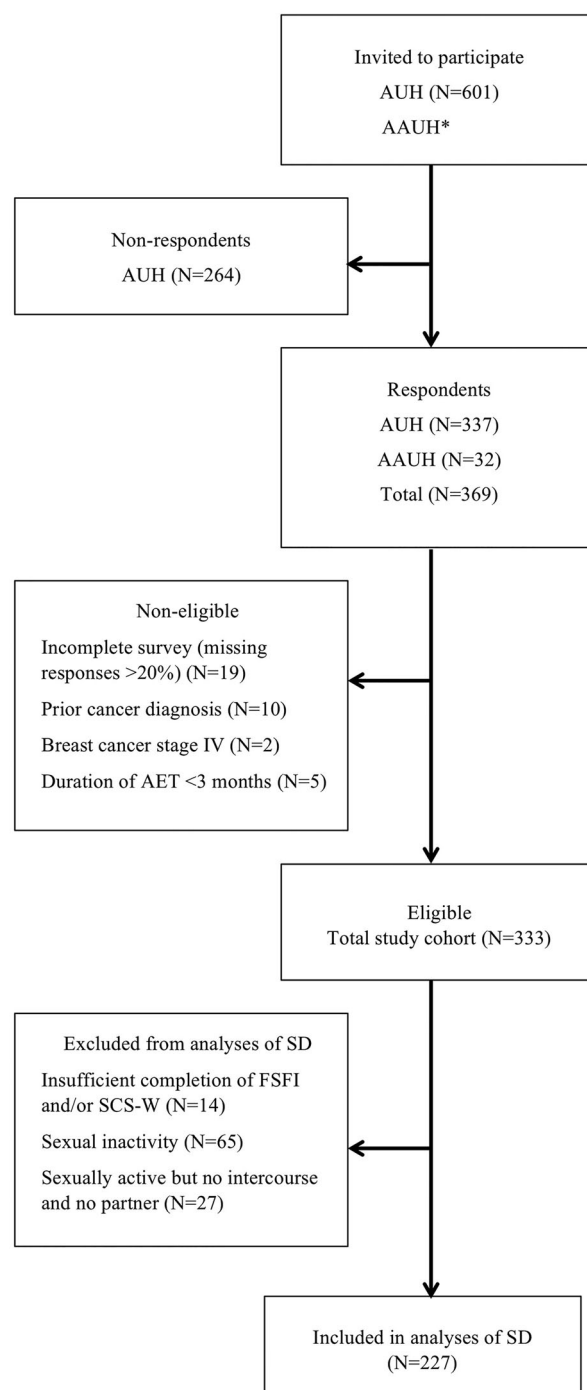 Invited to participate
AUH (N=601)
AAUH*
Non-respondents
AUH (N=264)
Respondents
AUH (N=337)
AAUH (N=32)
Total (N=369)
Non-eligible
Incomplete survey (missing
responses >20%) (N=19)
Prior cancer diagnosis (N=10)
Breast cancer stage IV (N=2)
Duration of AET <3 months (N=5)
Eligible
Total study cohort (N=333)
Excluded from analyses of SD
Insufficient completion of FSFI
and/or SCS-W (N=14)
Sexual inactivity (N=65)
Sexually active but no intercourse
and no partner (N=27)
Included in analyses of SD
(N=227)